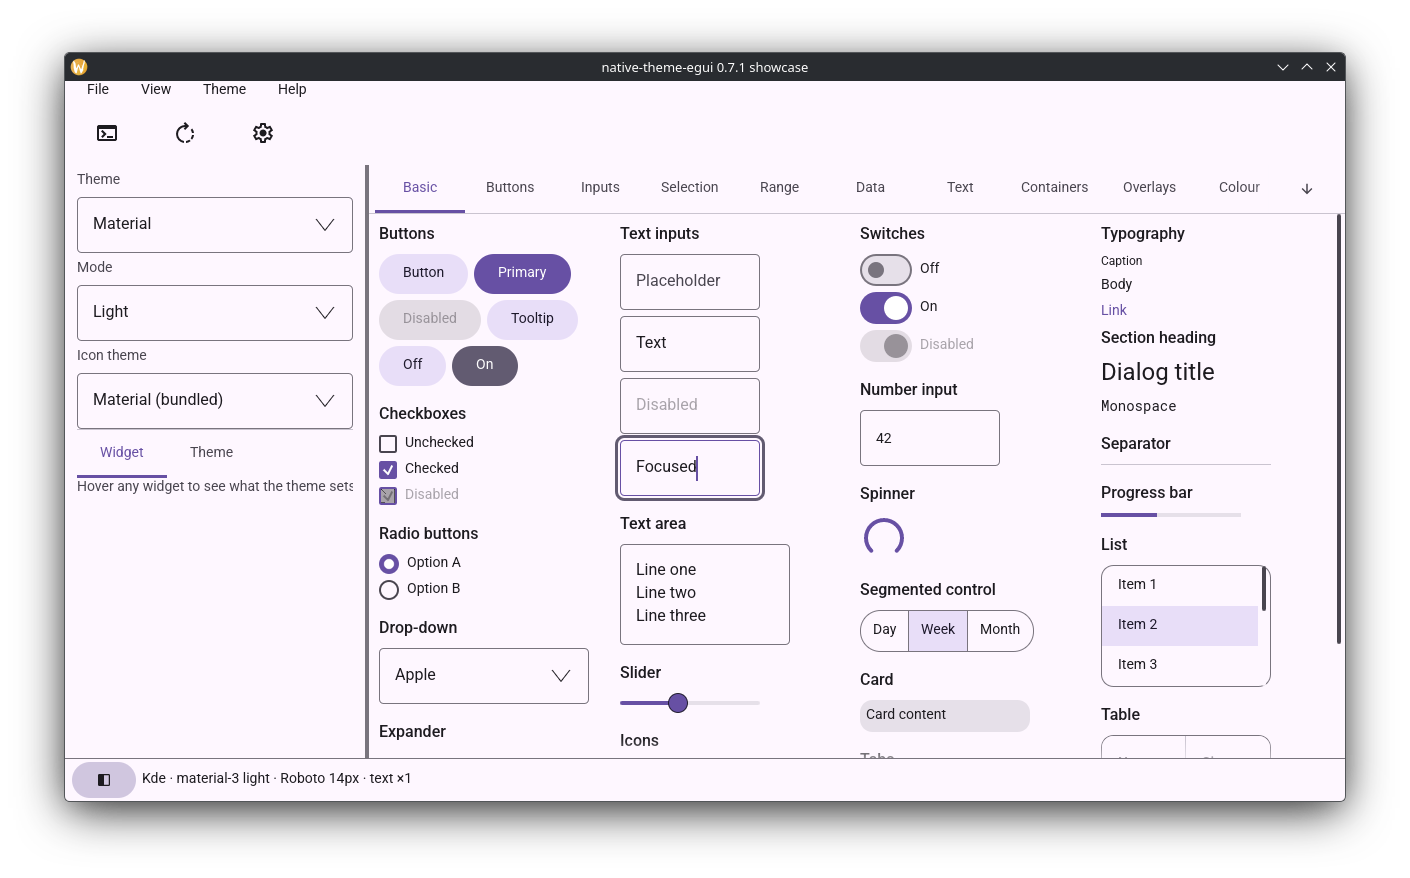 native-theme-egui 0.7.1 showcase
File View Theme Help
Theme
Material
Mode
Light
Icon theme
Material (bundled)
Widget Theme
Hover any widget to see what the theme sets
Basic Buttons Inputs Selection Range Data Text Containers Overlays Colour
Buttons
Button Primary
Disabled Tooltip
Off On
Checkboxes
Unchecked
Checked
Disabled
Radio buttons
Option A
Option B
Drop-down
Apple
Expander
Text inputs
Placeholder
Text
Disabled
Focused
Text area
Line one
Line two
Line three
Slider
Icons
Switches
Off
On
Disabled
Number input
42
Spinner
Segmented control
Day Week Month
Card
Card content
Tabs
Typography
Caption
Body
Link
Section heading
Dialog title
Monospace
Separator
Progress bar
List
Item 1
Item 2
Item 3
Table
Kde · material-3 light · Roboto 14px · text ×1